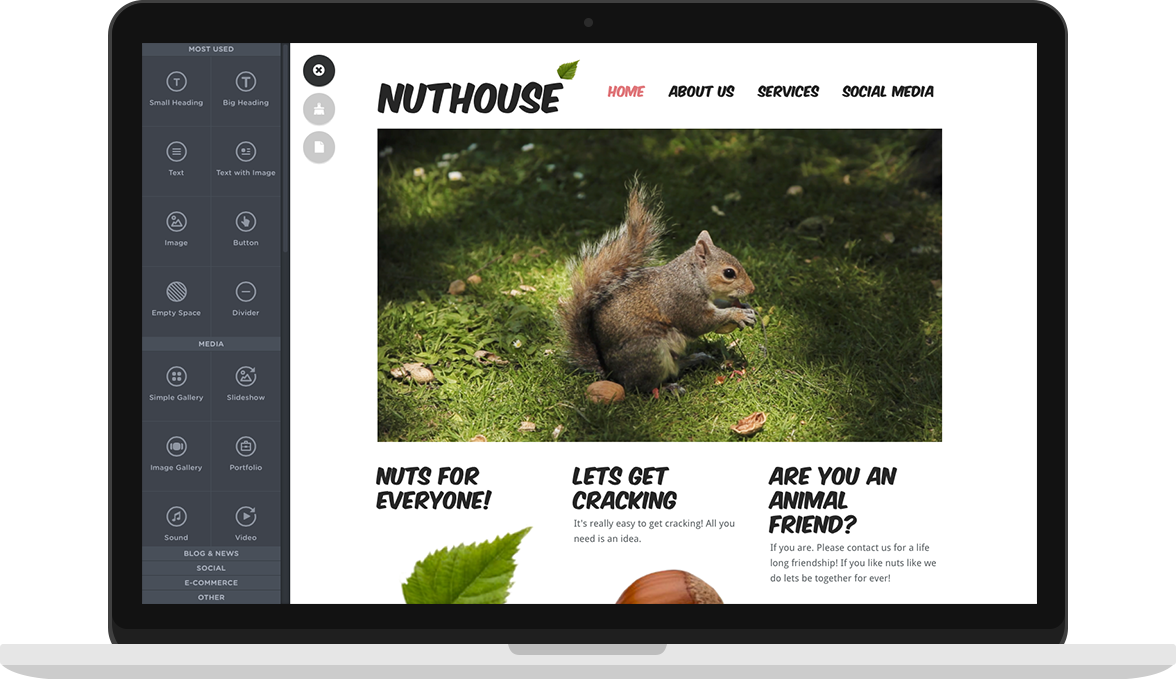 MOST USED
Small Heading
Big Heading
Text
Text with Image
Image
Button
Empty Space
Divider
MEDIA
Simple Gallery
Slideshow
Image Gallery
Portfolio
Sound
Video
BLOG & NEWS
SOCIAL
E-COMMERCE
OTHER
NUTHOUSE
HOME
ABOUT US
SERVICES
SOCIAL MEDIA
NUTS FOR
EVERYONE!
LETS GET
CRACKING
It's really easy to get cracking! All you
need is an idea.
ARE YOU AN
ANIMAL
FRIEND?
If you are. Please contact us for a life
long friendship! If you like nuts like we
do lets be together for ever!